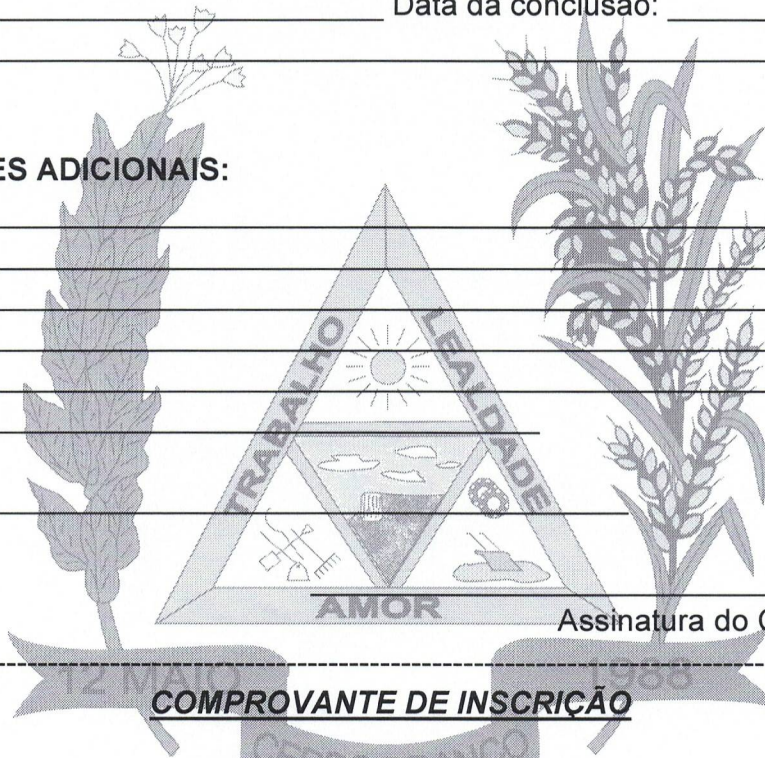 Data da conclusão:
ES ADICIONAIS:
TRABALHO
LEALDADE
AMOR
Assinatura do
12 MAIO
1988
COMPROVANTE DE INSCRIÇÃO